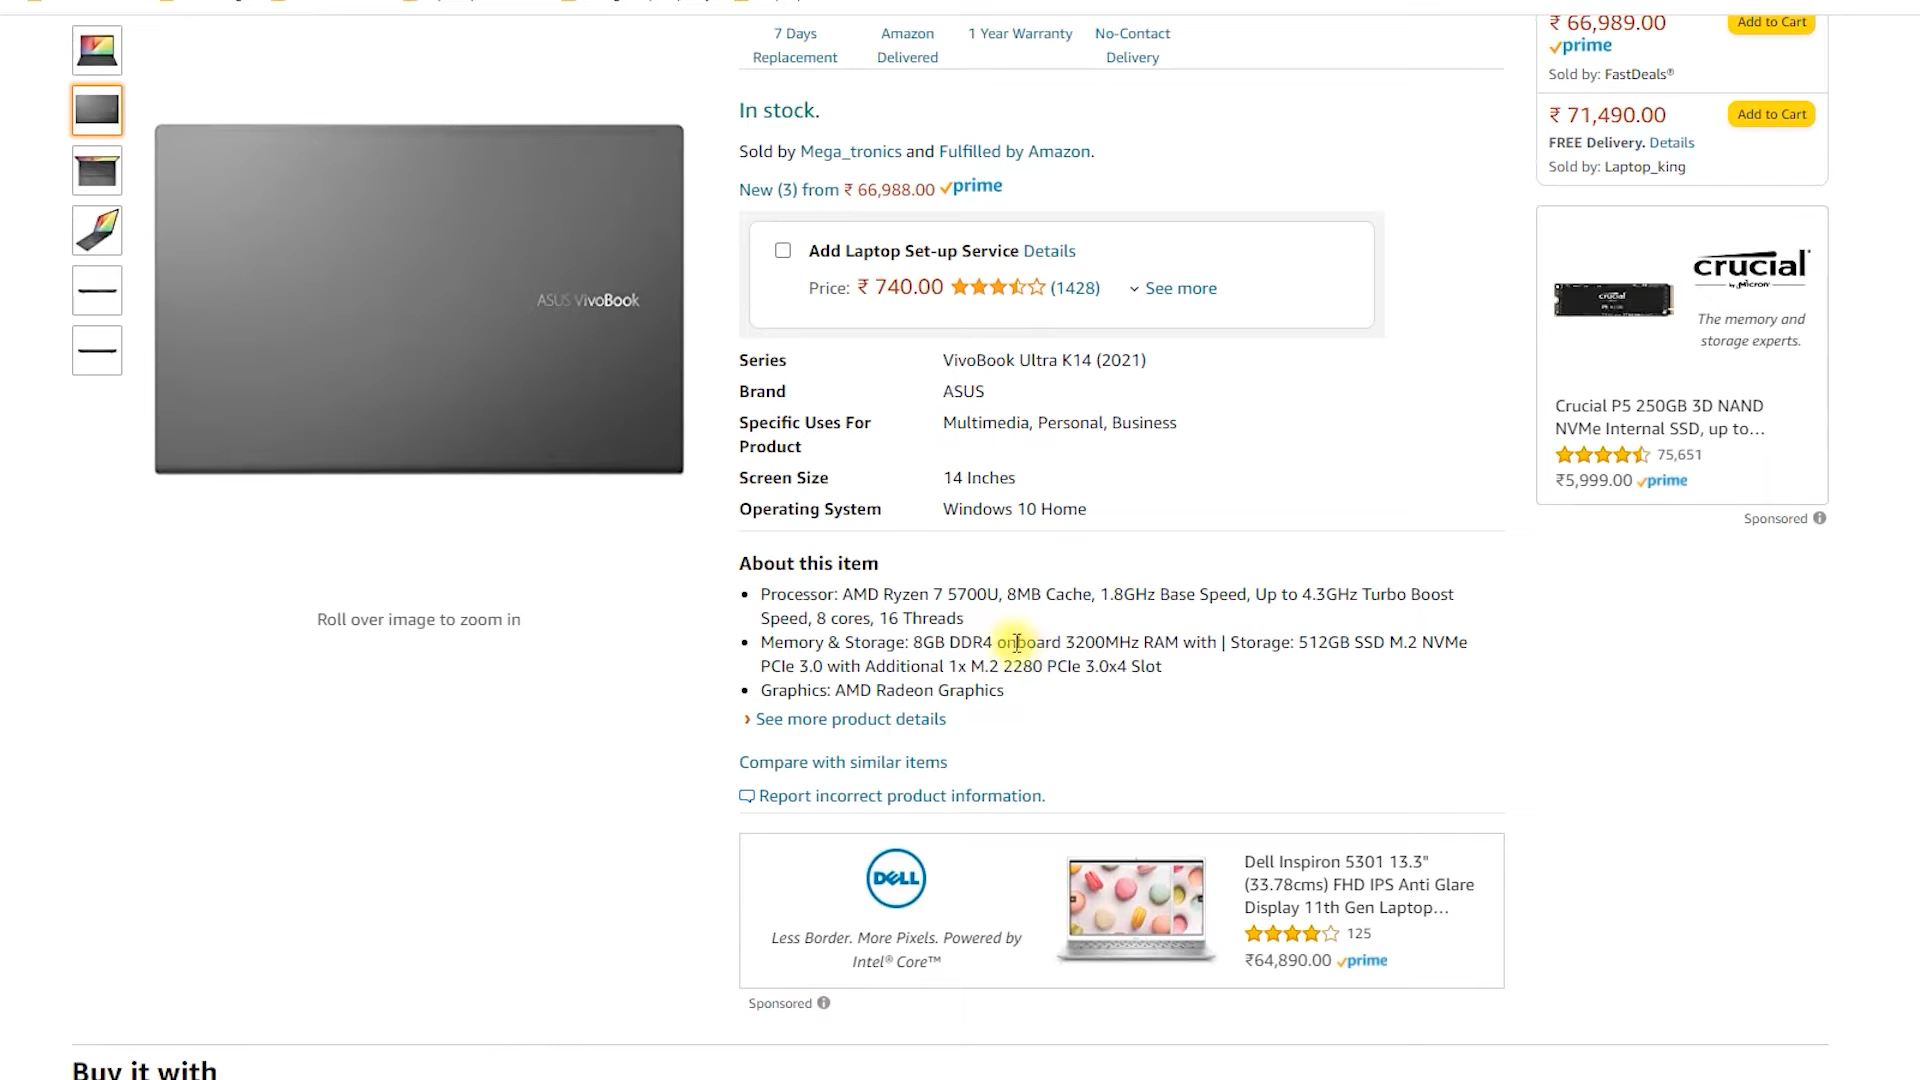 7 Days
Replacement
Amazon
Delivered
1 Year Warranty
No-Contact
Delivery
In stock.
Sold by Mega_tronics and Fulfilled by Amazon.
New (3) from ₹ 66,988.00 prime
Add Laptop Set-up Service Details
Price: ₹ 740.00 (1428) See more
ASUS VivoBook
Roll over image to zoom in
Series VivoBook Ultra K14 (2021)
Brand ASUS
Specific Uses For
Product
Multimedia, Personal, Business
Screen Size 14 Inches
Operating System Windows 10 Home
About this item
• Processor: AMD Ryzen 7 5700U, 8MB Cache, 1.8GHz Base Speed, Up to 4.3GHz Turbo Boost
Speed, 8 cores, 16 Threads
• Memory & Storage: 8GB DDR4 onboard 3200MHz RAM with | Storage: 512GB SSD M.2 NVMe
PCIe 3.0 with Additional 1x M.2 2280 PCIe 3.0x4 Slot
• Graphics: AMD Radeon Graphics
› See more product details
Compare with similar items
Report incorrect product information.
DELL
Less Border. More Pixels. Powered by
Intel® Core™
Dell Inspiron 5301 13.3"
(33.78cms) FHD IPS Anti Glare
Display 11th Gen Laptop...
125
₹64,890.00 prime
Sponsored
₹ 66,989.00 Add to Cart
prime
Sold by: FastDeals®
₹ 71,490.00 Add to Cart
FREE Delivery. Details
Sold by: Laptop_king
crucial
by Micron
crucial
The memory and
storage experts.
Crucial P5 250GB 3D NAND
NVMe Internal SSD, up to...
75,651
₹5,999.00 prime
Sponsored
Buy it with